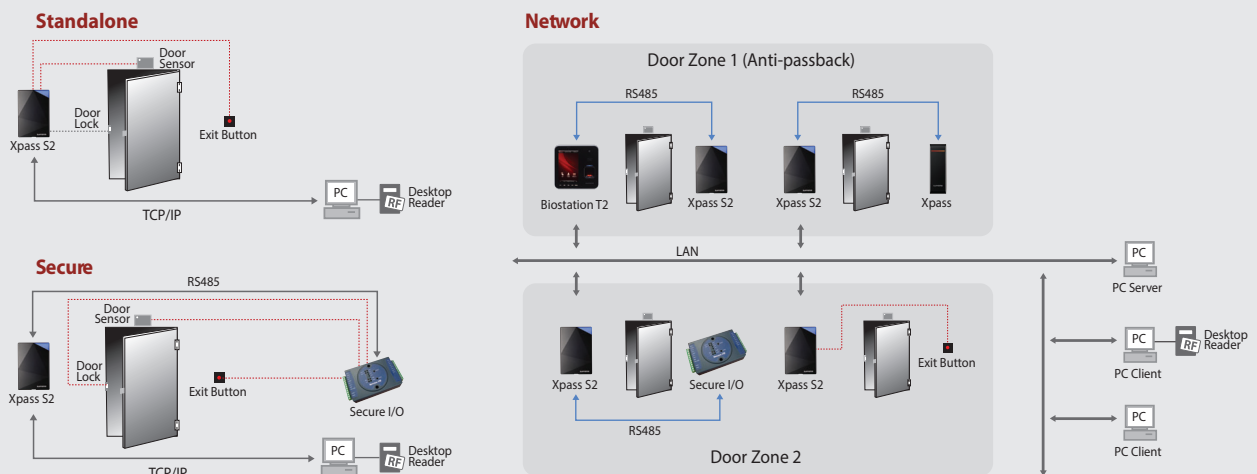 Standalone
Door
Sensor
Door
Lock
Xpass S2
Exit Button
TCP/IP
PC
RF
Desktop
Reader
Secure
RS485
Door
Sensor
Door
Lock
Xpass S2
Exit Button
Secure I/O
TCP/IP
PC
RF
Desktop
Reader
Network
Door Zone 1 (Anti-passback)
RS485
RS485
Biostation T2
Xpass S2
Xpass S2
Xpass
LAN
PC
PC Server
Xpass S2
Secure I/O
Xpass S2
Exit Button
RS485
Door Zone 2
PC
RF
Desktop
Reader
PC Client
PC
PC Client